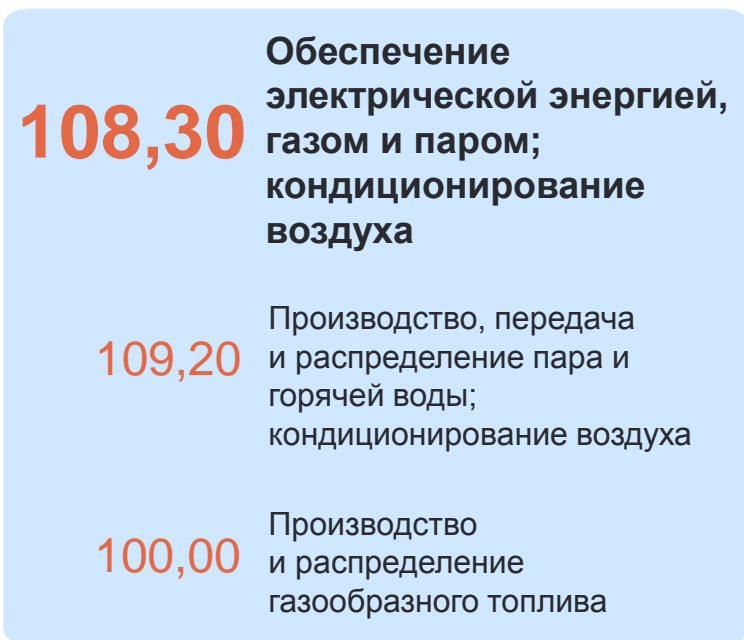 108,30
Обеспечение
электрической энергией,
газом и паром;
кондиционирование
воздуха
109,20
Производство, передача
и распределение пара и
горячей воды;
кондиционирование воздуха
100,00
Производство
и распределение
газообразного топлива